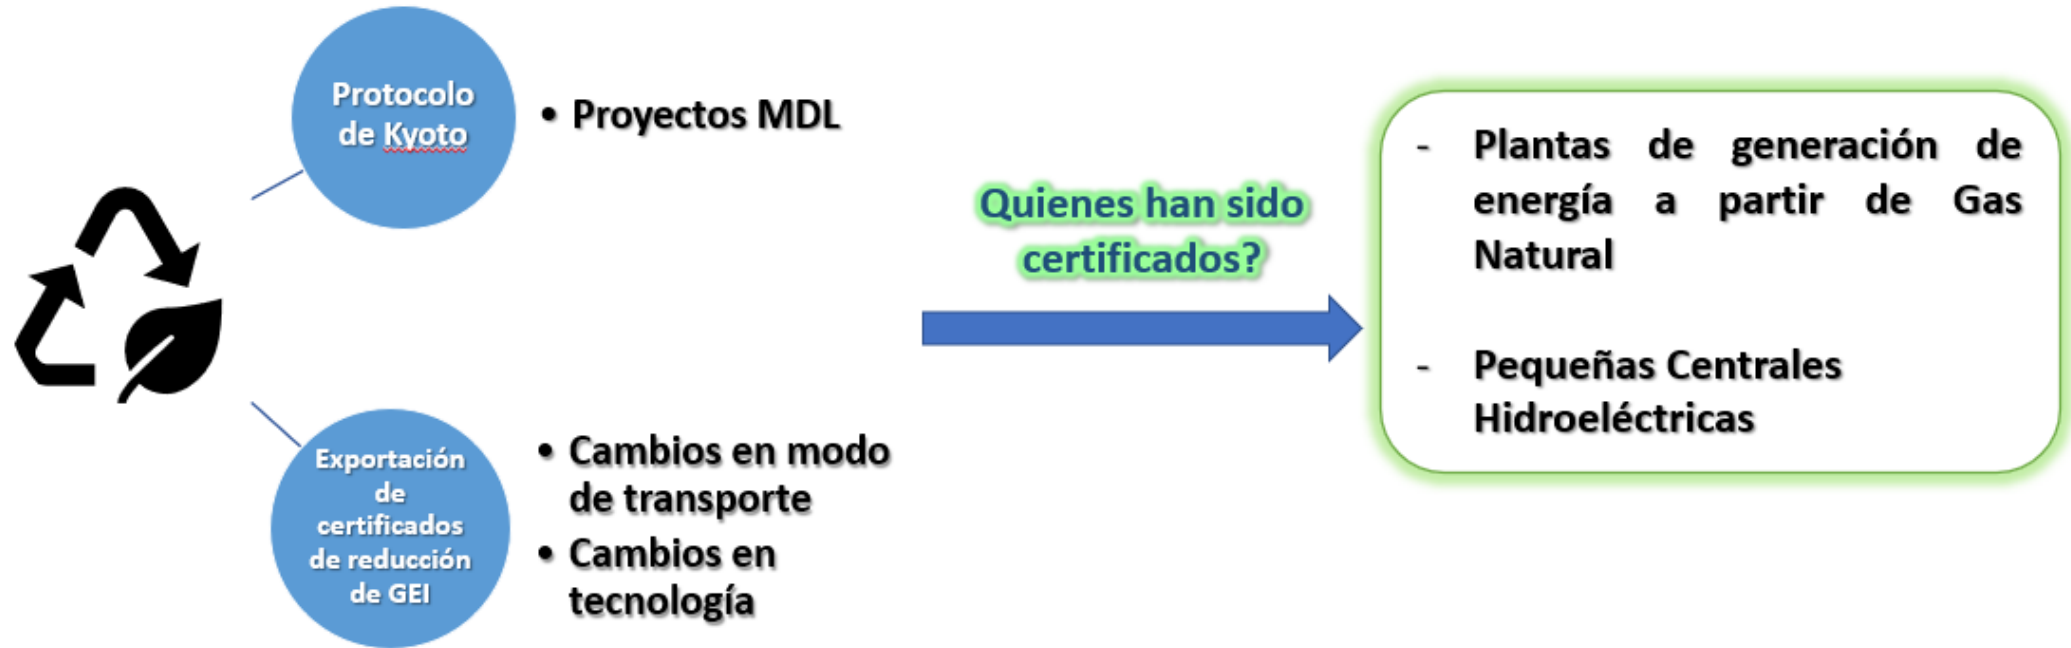 Protocolo
de Kyoto
• Proyectos MDL
Exportación
de
certificados
de reducción
de GEI
• Cambios en modo
de transporte
• Cambios en
tecnología
Quienes han sido
certificados?
- Plantas de generación de
energía a partir de Gas
Natural
- Pequeñas Centrales
Hidroeléctricas